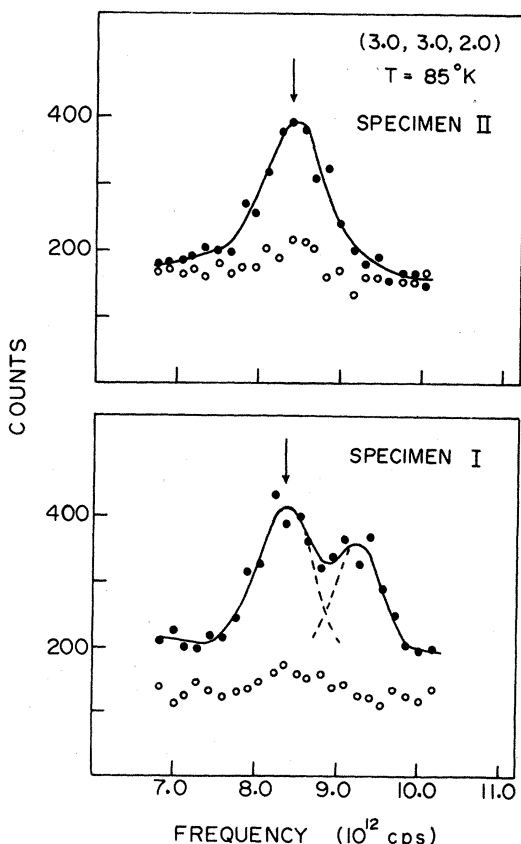 (3.0, 3.0, 2.0)
T = 85°K
SPECIMEN II
400
200
COUNTS
SPECIMEN I
400
200
7.0 8.0 9.0 10.0 11.0
FREQUENCY (10¹² cps)